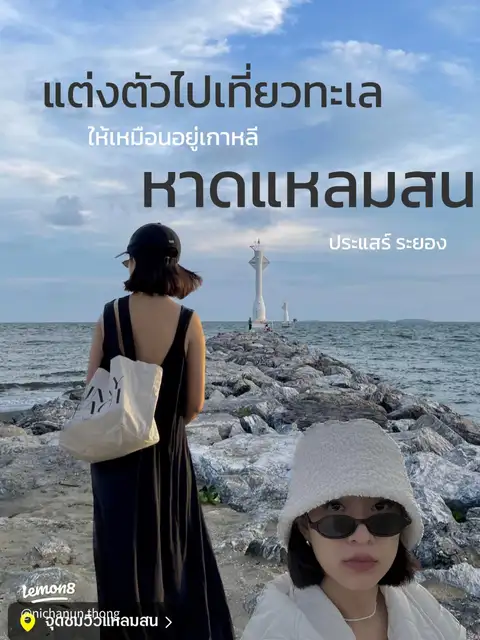 แต่งตัวไปเที่ยวทะเล
ให้เหมือนอยู่เกาหลี
หาดแหลมสน
ประแสร์ ระยอง
lemon8
@nichanun.thong
จุดชมวิวแหลมสน >